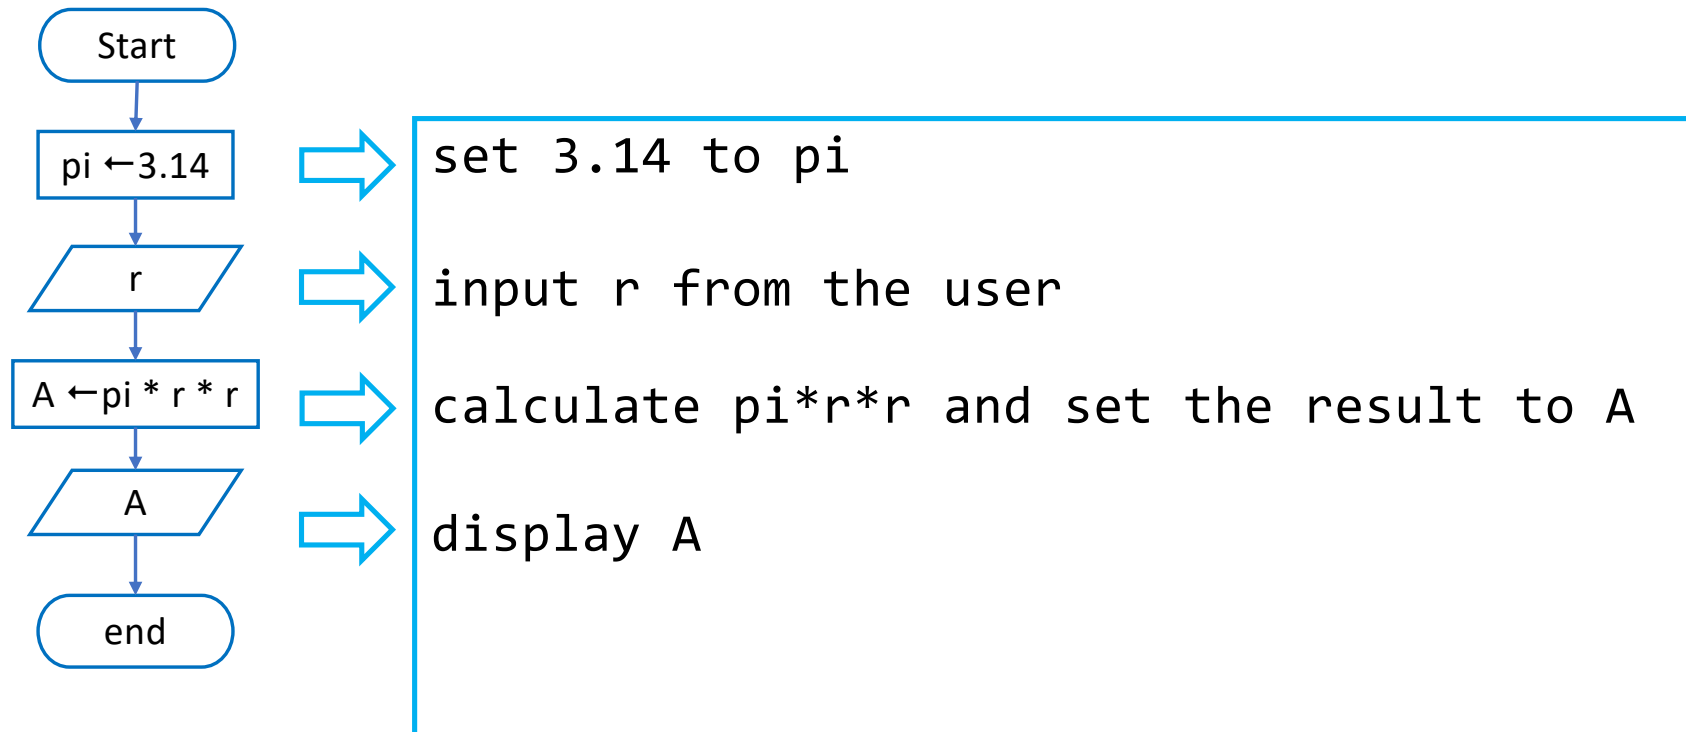 Start
pi ←3.14
r
A ←pi * r * r
A
end
set 3.14 to pi
input r from the user
calculate pi*r*r and set the result to A
display A